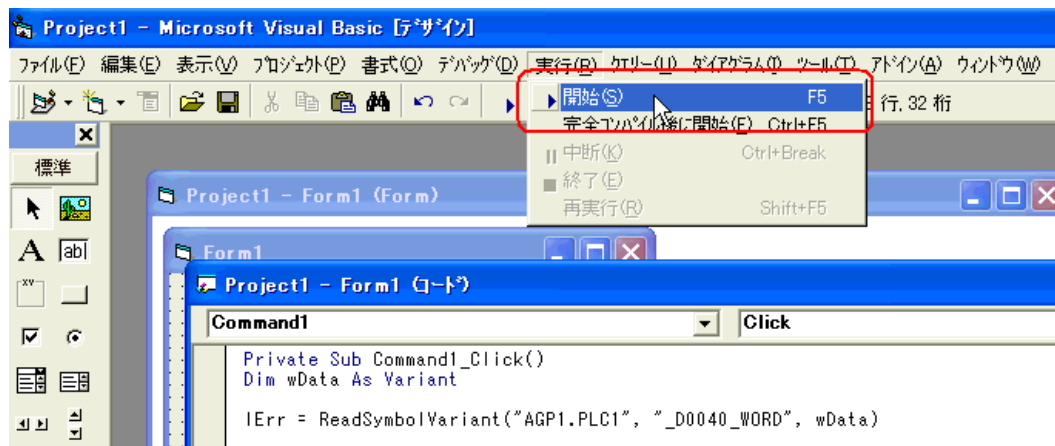 Project1 - Microsoft Visual Basic [ﾃﾞｻﾞｲﾝ]
ﾌｧｲﾙ(F) 編集(E) 表示(V) ﾌﾟﾛｼﾞｪｸﾄ(P) 書式(O) ﾃﾞﾊﾞｯｸﾞ(D) 実行(R) ｸｴﾘｰ(U) ﾀﾞｲｱｸﾞﾗﾑ(I) ﾂｰﾙ(T) ｱﾄﾞｲﾝ(A) ｳｨﾝﾄﾞｳ(W)
開始(S) F5
行, 32 桁
完全ｺﾝﾊﾟｲﾙ後に開始(F) Ctrl+F5
中断(K) Ctrl+Break
終了(E)
再実行(R) Shift+F5
標準
A ab
xv
Project1 - Form1 (Form)
Form1
Project1 - Form1 (ｺｰﾄﾞ)
Command1 Click
Private Sub Command1_Click()
Dim wData As Variant
lErr = ReadSymbolVariant("AGP1.PLC1", "_D0040_WORD", wData)